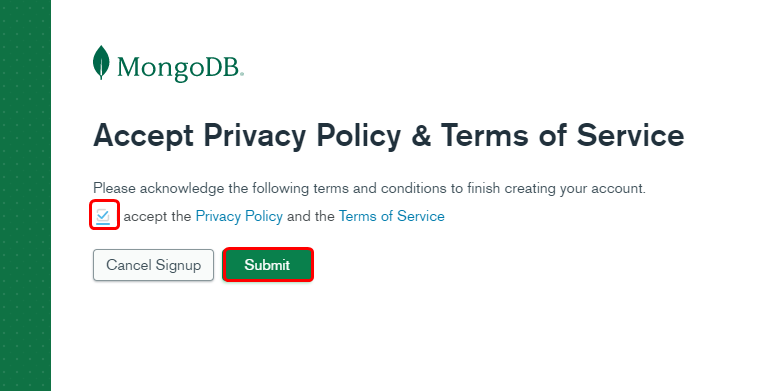 MongoDB.
Accept Privacy Policy & Terms of Service
Please acknowledge the following terms and conditions to finish creating your account.
accept the Privacy Policy and the Terms of Service
Cancel Signup Submit